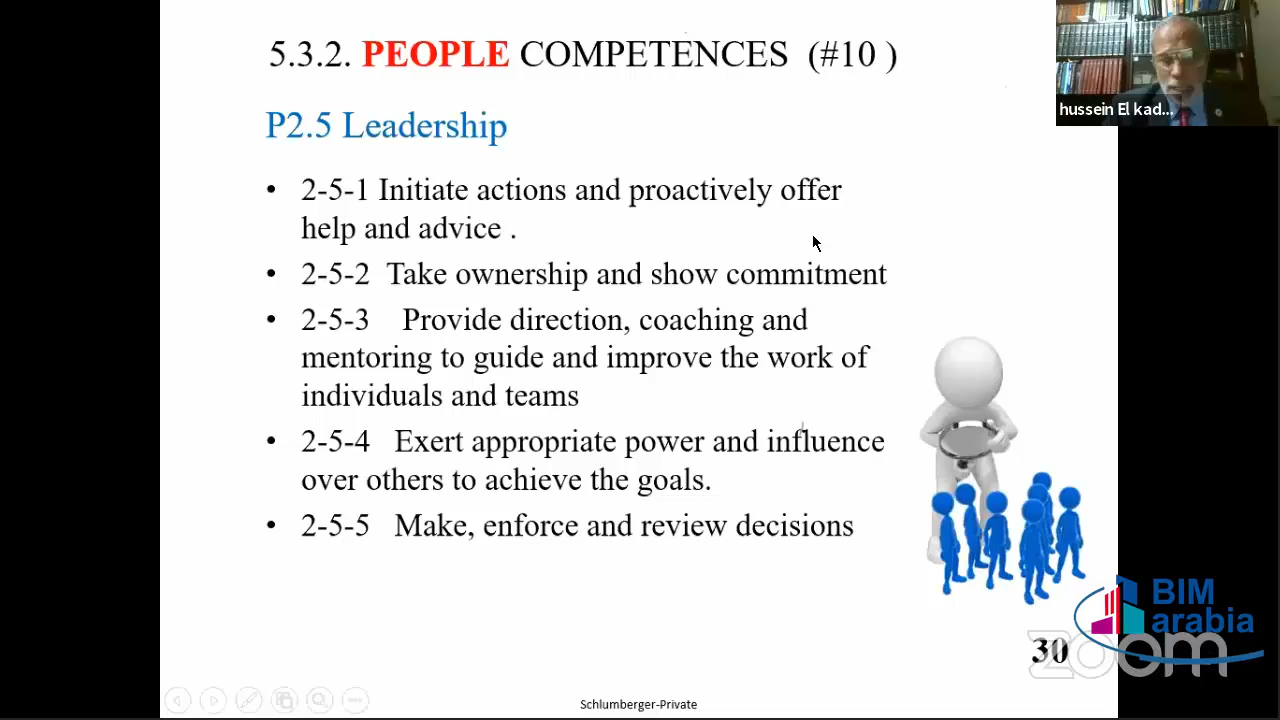 5.3.2. PEOPLE COMPETENCES (#10 )
hussein El kad...
P2.5 Leadership
• 2-5-1 Initiate actions and proactively offer
help and advice .
• 2-5-2 Take ownership and show commitment
• 2-5-3 Provide direction, coaching and
mentoring to guide and improve the work of
individuals and teams
• 2-5-4 Exert appropriate power and influence
over others to achieve the goals.
• 2-5-5 Make, enforce and review decisions
BIM
arabia
30
zoom
Schlumberger-Private